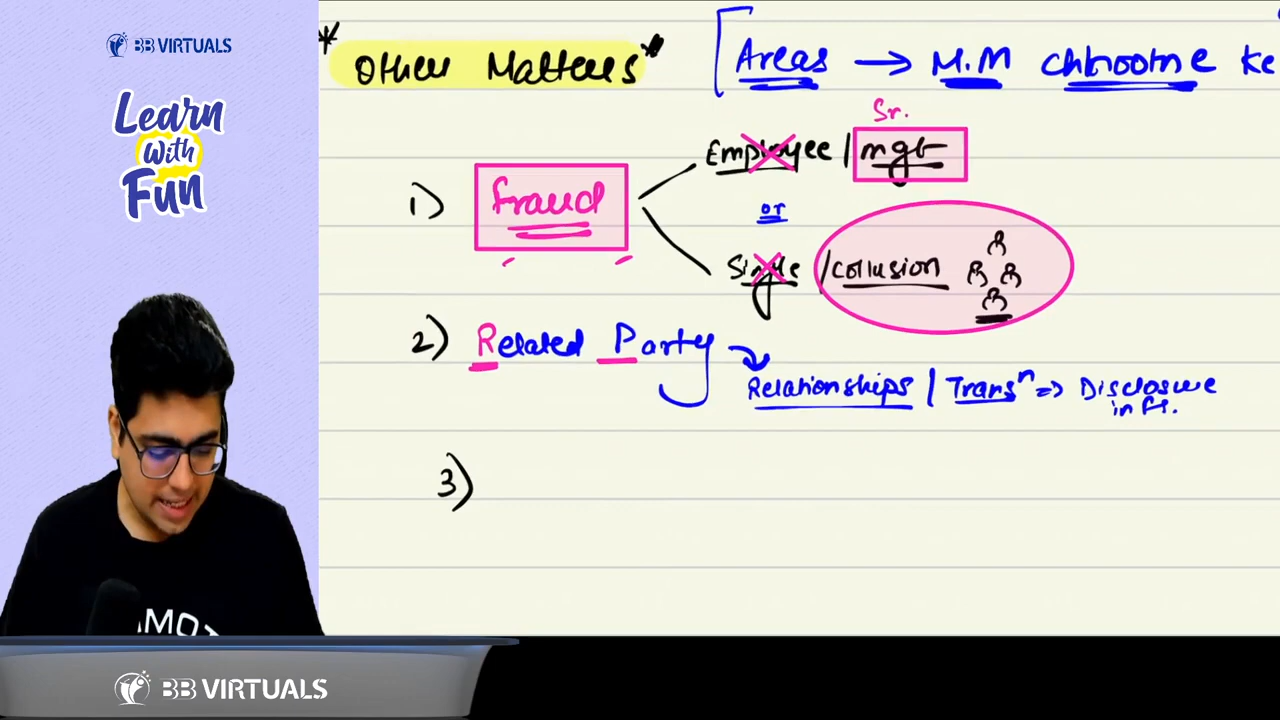 BB VIRTUALS
Learn
With
Fun
* Other Matters * [Areas → M.M chhootne ke
Sr.
1) Fraud Employee / mgt
or
Single / Collusion
2) Related Party
Relationships / Transⁿ => Disclosure
in FS.
3)
BB VIRTUALS